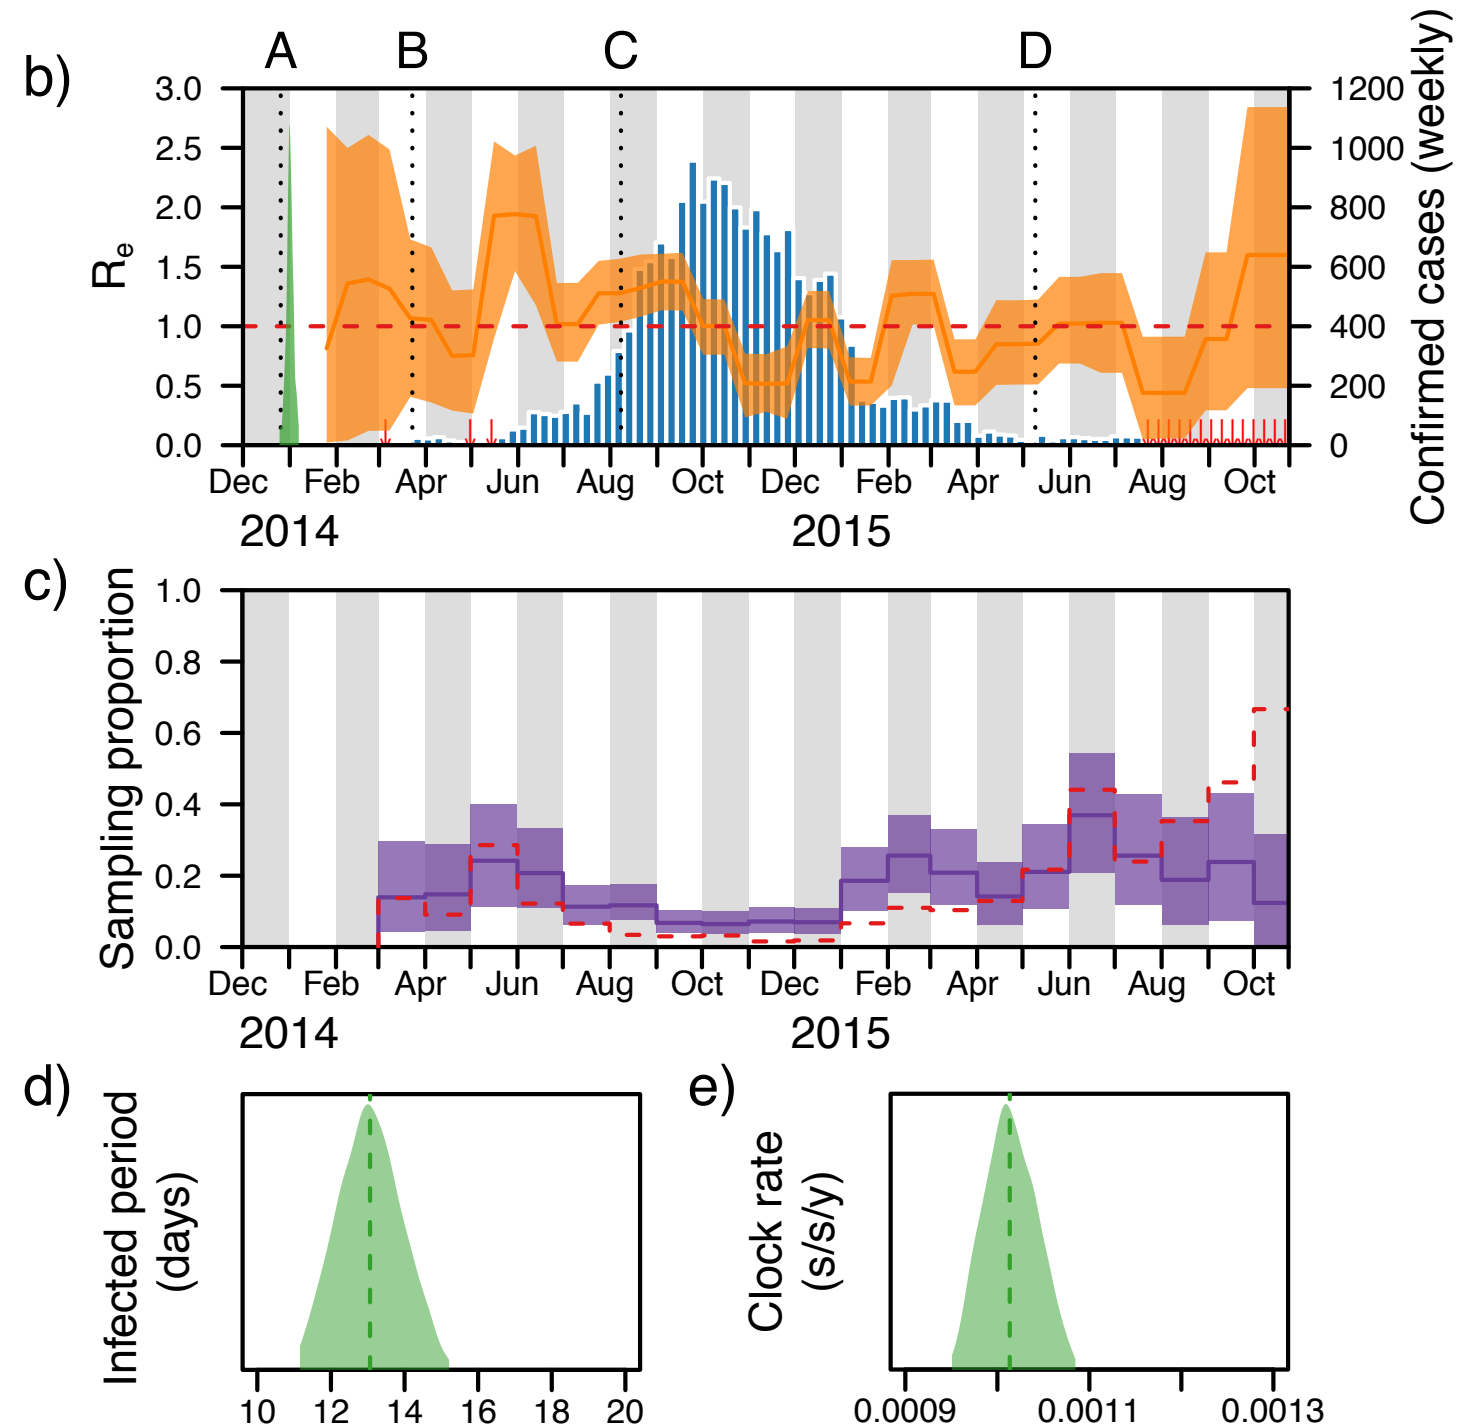 A B C D
b)
3.0 2.5 2.0 1.5 1.0 0.5 0.0
Re
1200 1000 800 600 400 200 0
Confirmed cases (weekly)
Dec Feb Apr Jun Aug Oct Dec Feb Apr Jun Aug Oct
2014 2015
c)
Sampling proportion
1.0 0.8 0.6 0.4 0.2 0.0
Dec Feb Apr Jun Aug Oct Dec Feb Apr Jun Aug Oct
2014 2015
d)
Infected period
(days)
10 12 14 16 18 20
e)
Clock rate
(s/s/y)
0.0009 0.0011 0.0013